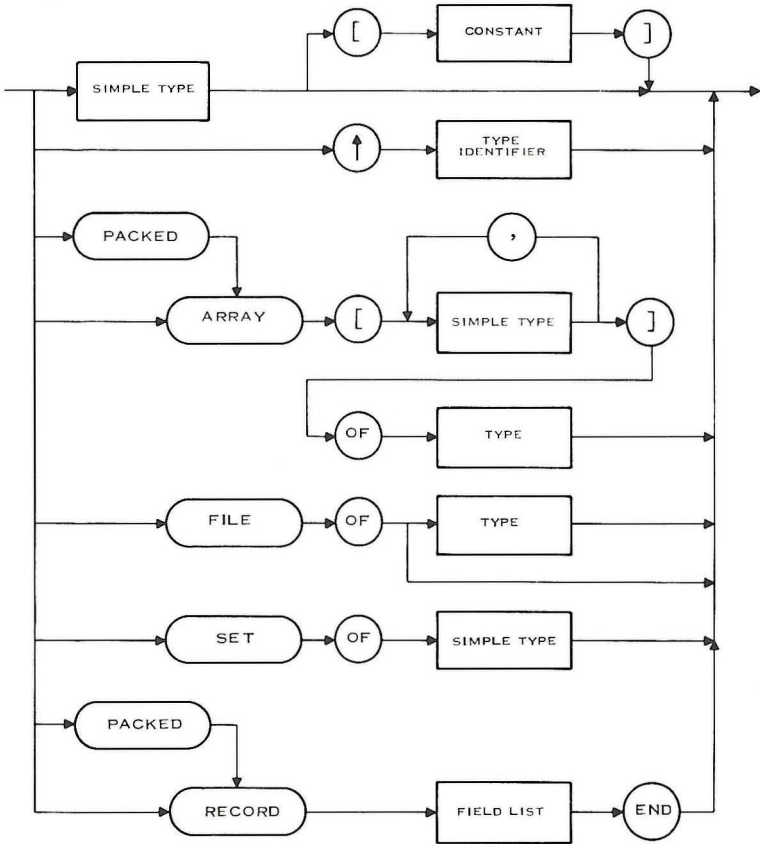 [ CONSTANT ]
SIMPLE TYPE
↑ TYPE
IDENTIFIER
PACKED
,
ARRAY [ SIMPLE TYPE ]
OF TYPE
FILE OF TYPE
SET OF SIMPLE TYPE
PACKED
RECORD FIELD LIST END